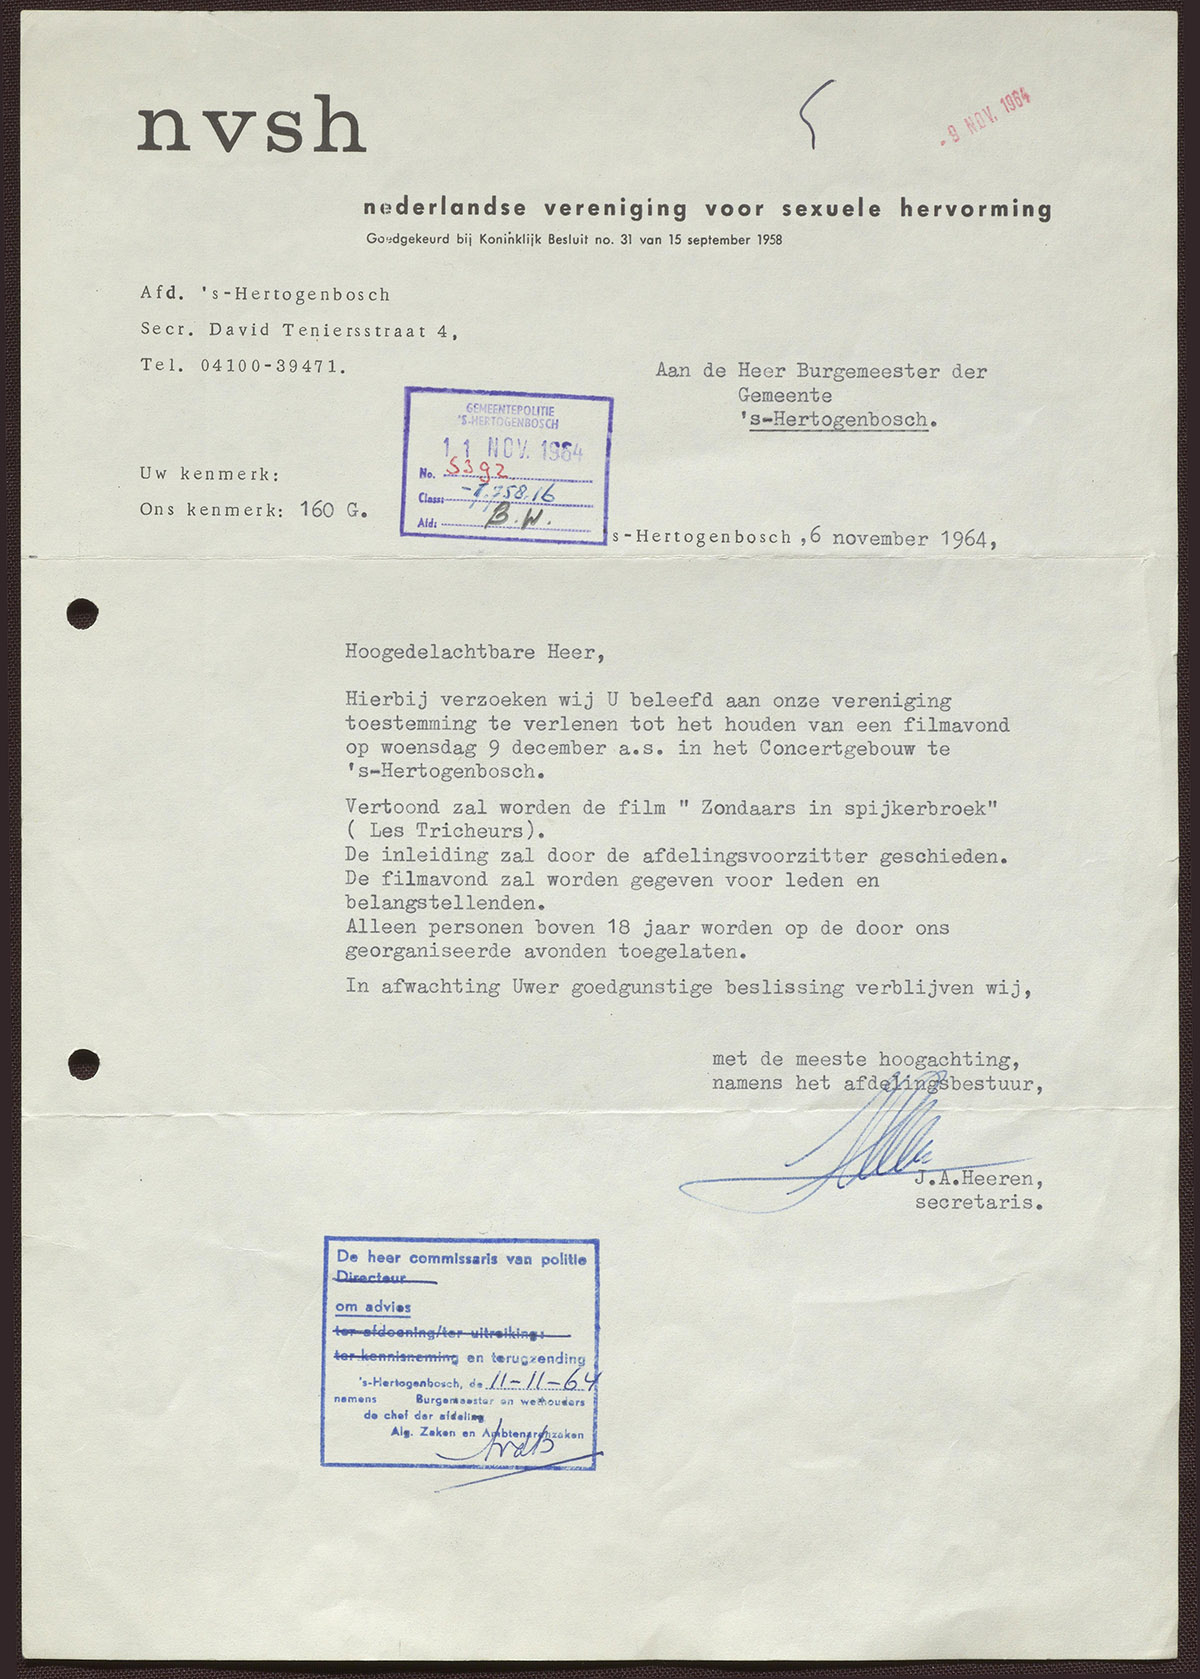 nvsh
- 9 NOV. 1964
nederlandse vereniging voor sexuele hervorming
Goedgekeurd bij Koninklijk Besluit no. 31 van 15 september 1958
Afd. 's-Hertogenbosch
Secr. David Teniersstraat 4,
Tel. 04100-39471.
Aan de Heer Burgemeester der
Gemeente
's-Hertogenbosch.
GEMEENTEPOLITIE
'S-HERTOGENBOSCH
11 NOV. 1964
No. 5392
Class:
Afd: B.W.
Uw kenmerk:
Ons kenmerk: 160 G.
s-Hertogenbosch ,6 november 1964,
Hoogedelachtbare Heer,
Hierbij verzoeken wij U beleefd aan onze vereniging
toestemming te verlenen tot het houden van een filmavond
op woensdag 9 december a.s. in het Concertgebouw te
's-Hertogenbosch.
Vertoond zal worden de film " Zondaars in spijkerbroek"
( Les Tricheurs).
De inleiding zal door de afdelingsvoorzitter geschieden.
De filmavond zal worden gegeven voor leden en
belangstellenden.
Alleen personen boven 18 jaar worden op de door ons
georganiseerde avonden toegelaten.
In afwachting Uwer goedgunstige beslissing verblijven wij,
met de meeste hoogachting,
namens het afdelingsbestuur,
J.A.Heeren,
secretaris.
De heer commissaris van politie
Directeur
om advies
ter afdoening/ter uitreiking:
ter kennisneming en terugzending
's-Hertogenbosch, de 11-11-64
namens Burgemeester en wethouders
de chef der afdeling
Alg. Zaken en Ambtenarenzaken